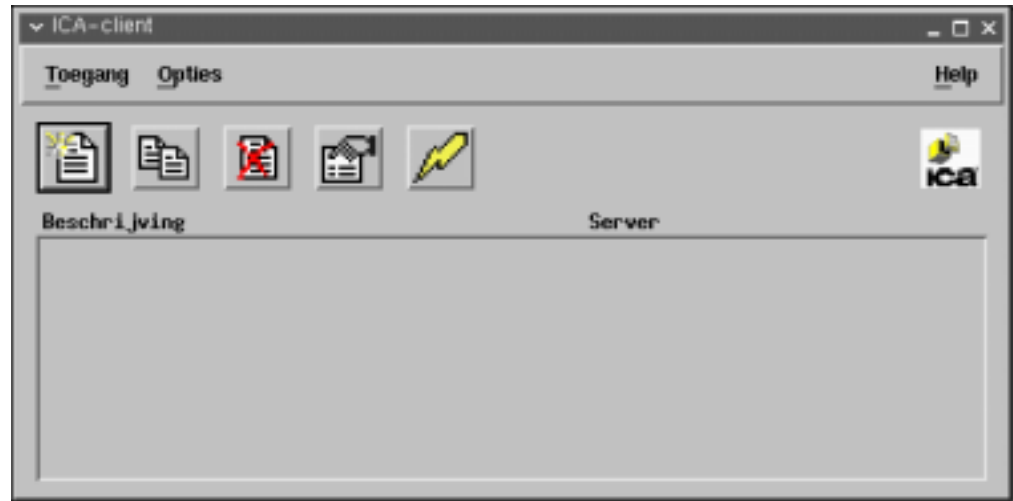 ICA-client
Toegang Opties Help
ica
Beschrijving Server